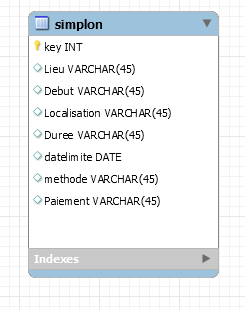 simplon
key INT
Lieu VARCHAR(45)
Debut VARCHAR(45)
Localisation VARCHAR(45)
Duree VARCHAR(45)
datelimite DATE
methode VARCHAR(45)
Paiement VARCHAR(45)
Indexes